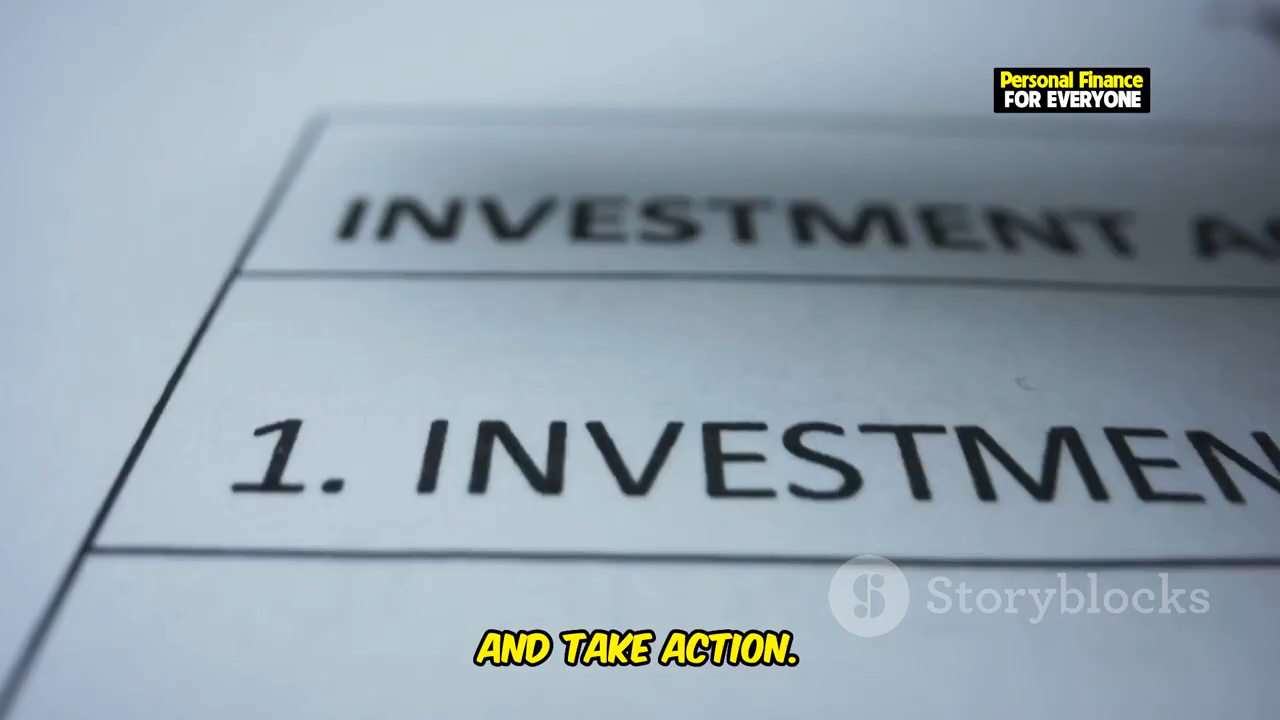 Personal Finance
FOR EVERYONE
INVESTMENT
1. INVESTMEN
Storyblocks
AND TAKE ACTION.